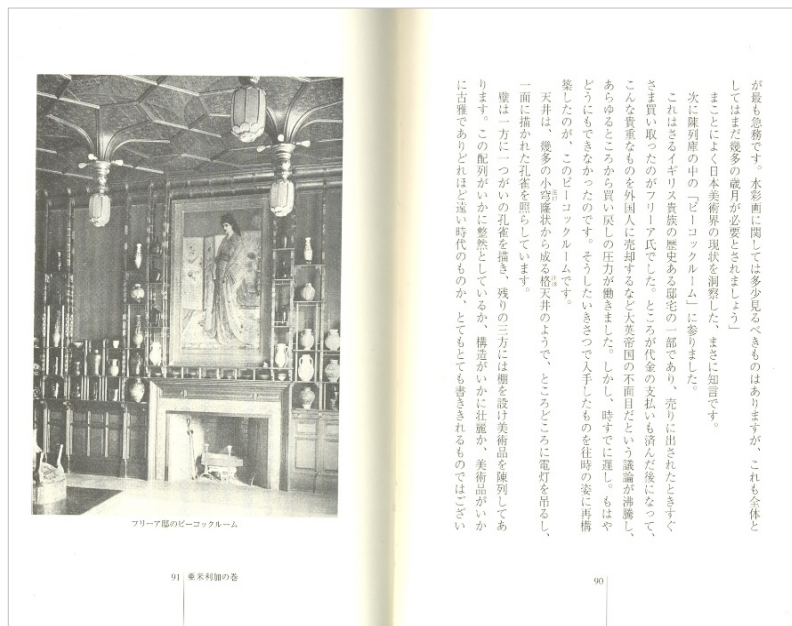 が最も急務です。水彩画に関しては多少見るべきものはありますが、これも全体と
してはまだ幾多の歳月が必要とされましょう」
まことによく日本美術界の現状を洞察した、まさに知言です。
次に陳列庫の中の「ピーコックルーム」に参りました。
これはさるイギリス貴族の歴史ある邸宅の一部であり、売りに出されたときすぐ
さま買い取ったのがフリーア氏でした。ところが代金の支払いも済んだ後になって、
こんな貴重なものを外国人に売却するなど大英帝国の不面目だという議論が沸騰し、
あらゆるところから買い戻しの圧力が働きました。しかし、時すでに遅し。もはや
どうにもできなかったのです。そうしたいきさつで入手したものを往時の姿に再構
築したのが、このピーコックルームです。
天井は、幾多の小穹窿状から成る格天井のようで、ところどころに電灯を吊るし、
一面に描かれた孔雀を照らしています。
壁は一方に一つがいの孔雀を描き、残りの三方には棚を設け美術品を陳列してあ
ります。この配列がいかに整然としているか、構造がいかに壮麗か、美術品がいか
に古雅でありどれほど遠い時代のものか、とてもとても書ききれるものではござい
90
フリーア邸のピーコックルーム
91 亜米利加の巻